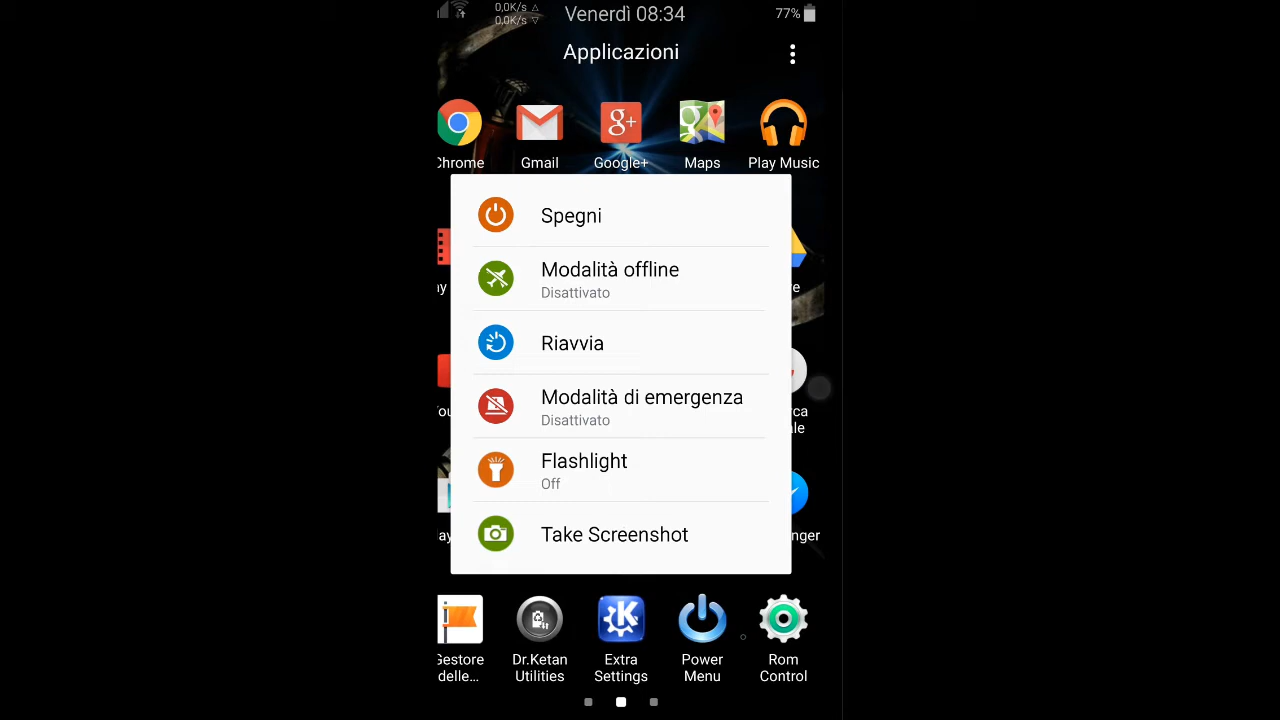 0,0K/s △
0,0K/s ▽
Venerdì 08:34
77%
Applicazioni
Chrome
Gmail
Google+
Maps
Play Music
Spegni
Modalità offline
Disattivato
Riavvia
Modalità di emergenza
Disattivato
Flashlight
Off
Take Screenshot
Gestore
delle...
Dr.Ketan
Utilities
Extra
Settings
Power
Menu
Rom
Control